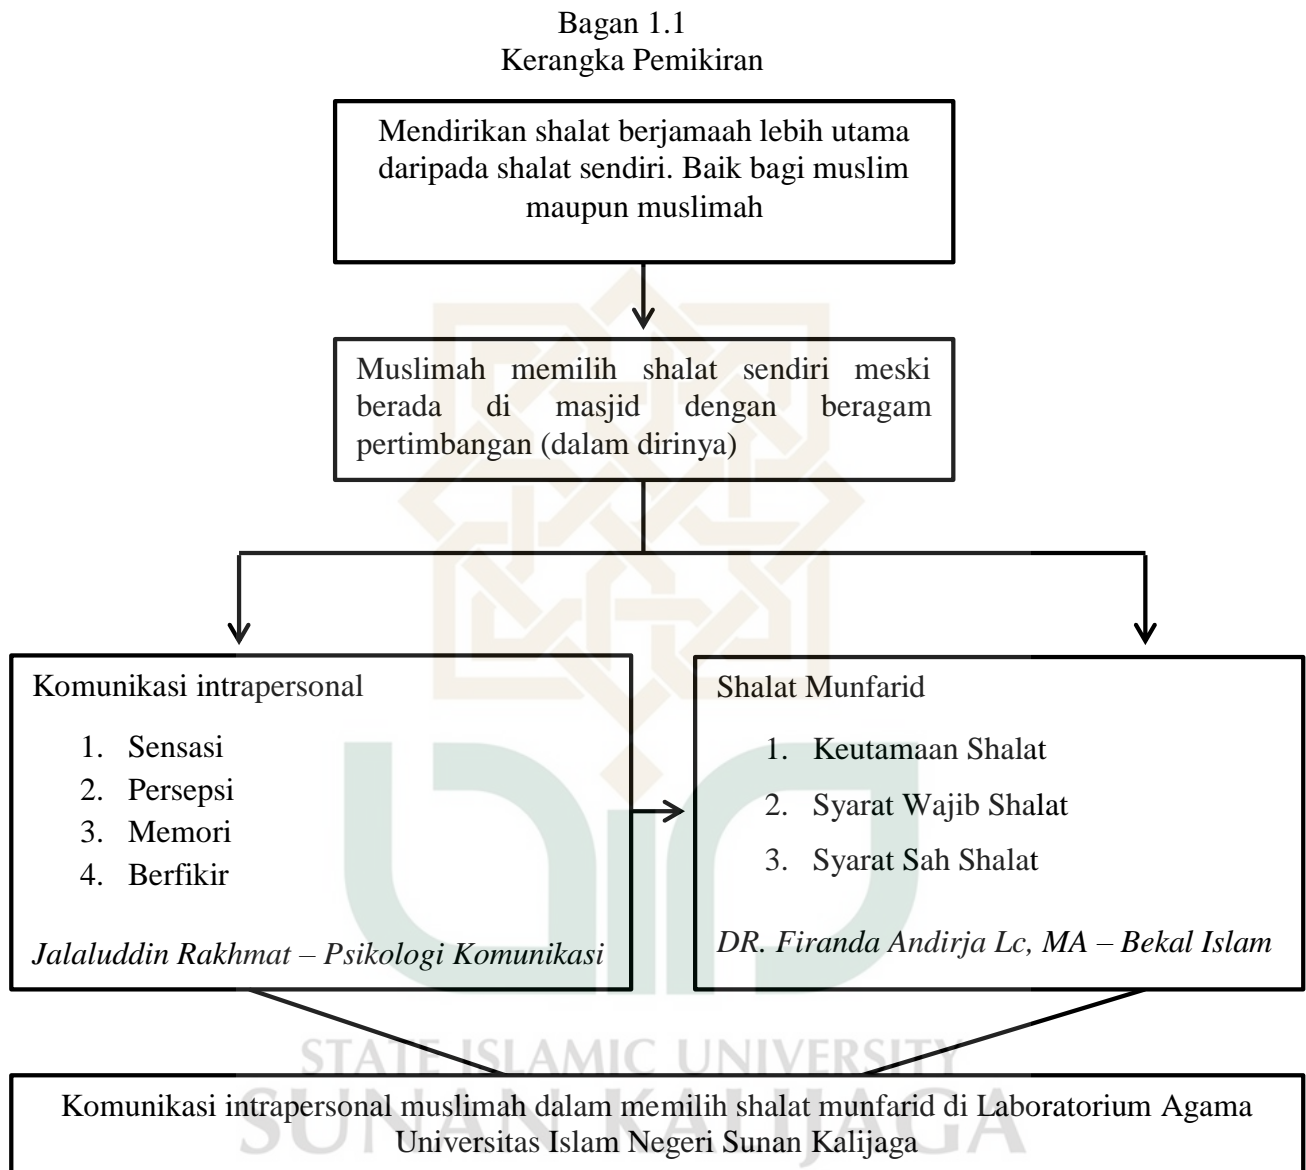 Bagan 1.1
Kerangka Pemikiran
Mendirikan shalat berjamaah lebih utama
daripada shalat sendiri. Baik bagi muslim
maupun muslimah
Muslimah memilih shalat sendiri meski
berada di masjid dengan beragam
pertimbangan (dalam dirinya)
Komunikasi intrapersonal
1. Sensasi
2. Persepsi
3. Memori
4. Berfikir
Jalaluddin Rakhmat – Psikologi Komunikasi
Shalat Munfarid
1. Keutamaan Shalat
2. Syarat Wajib Shalat
3. Syarat Sah Shalat
DR. Firanda Andirja Lc, MA – Bekal Islam
STATE ISLAMIC UNIVERSITY
SUNAN KALIJAGA
Komunikasi intrapersonal muslimah dalam memilih shalat munfarid di Laboratorium Agama
Universitas Islam Negeri Sunan Kalijaga